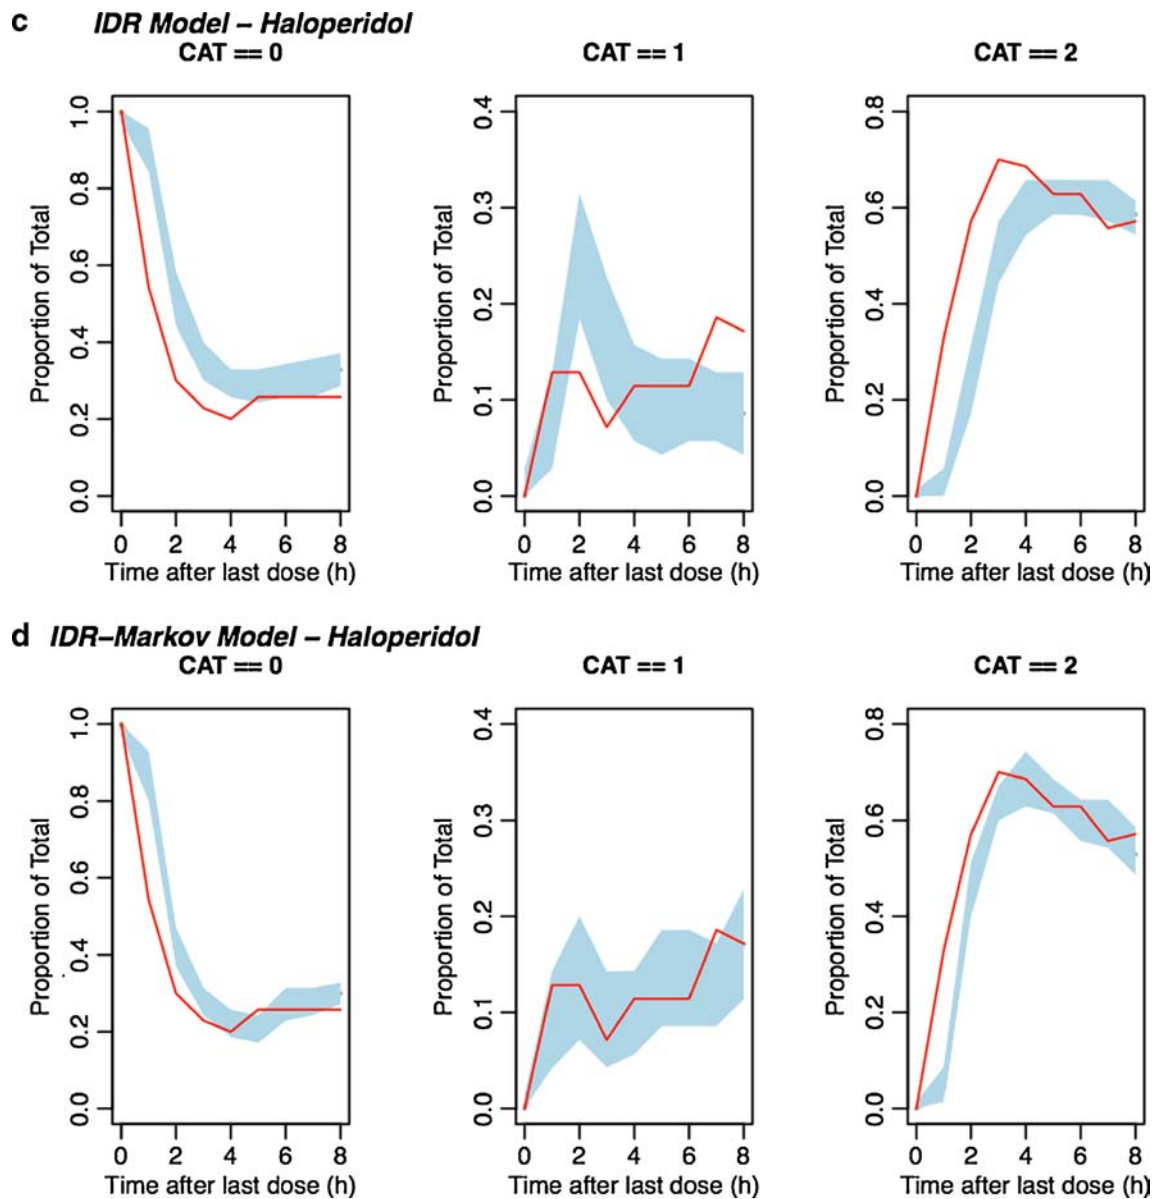 c IDR Model – Haloperidol
CAT == 0
CAT == 1
CAT == 2
Proportion of Total
0.0 0.2 0.4 0.6 0.8 1.0
0 2 4 6 8
Time after last dose (h)
Proportion of Total
0.0 0.1 0.2 0.3 0.4
0 2 4 6 8
Time after last dose (h)
Proportion of Total
0.0 0.2 0.4 0.6 0.8
0 2 4 6 8
Time after last dose (h)
d IDR–Markov Model – Haloperidol
CAT == 0
CAT == 1
CAT == 2
Proportion of Total
0.0 0.2 0.4 0.6 0.8 1.0
0 2 4 6 8
Time after last dose (h)
Proportion of Total
0.0 0.1 0.2 0.3 0.4
0 2 4 6 8
Time after last dose (h)
Proportion of Total
0.0 0.2 0.4 0.6 0.8
0 2 4 6 8
Time after last dose (h)